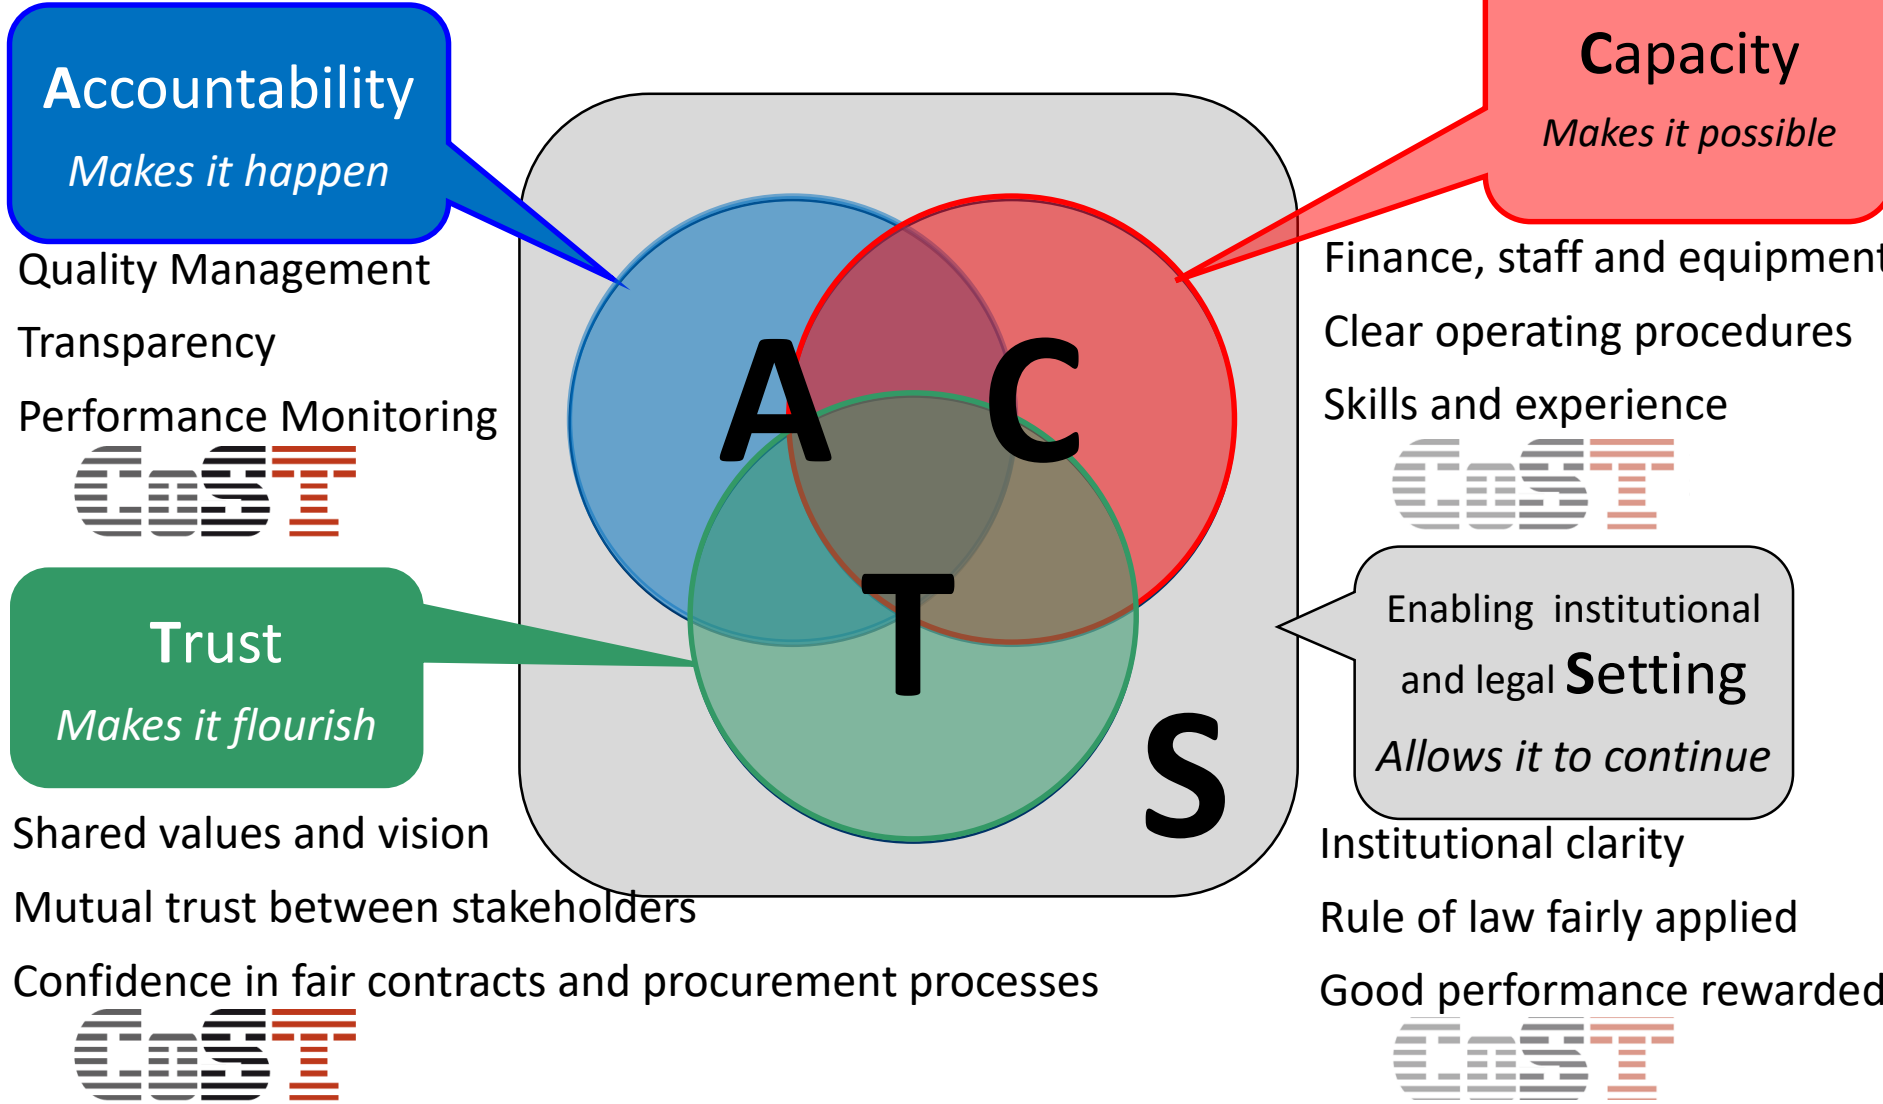 Accountability
Makes it happen
Quality Management
Transparency
Performance Monitoring
CoST
Capacity
Makes it possible
Finance, staff and equipment
Clear operating procedures
Skills and experience
CoST
A
C
T
S
Trust
Makes it flourish
Shared values and vision
Mutual trust between stakeholders
Confidence in fair contracts and procurement processes
CoST
Enabling institutional
and legal Setting
Allows it to continue
Institutional clarity
Rule of law fairly applied
Good performance rewarded
CoST